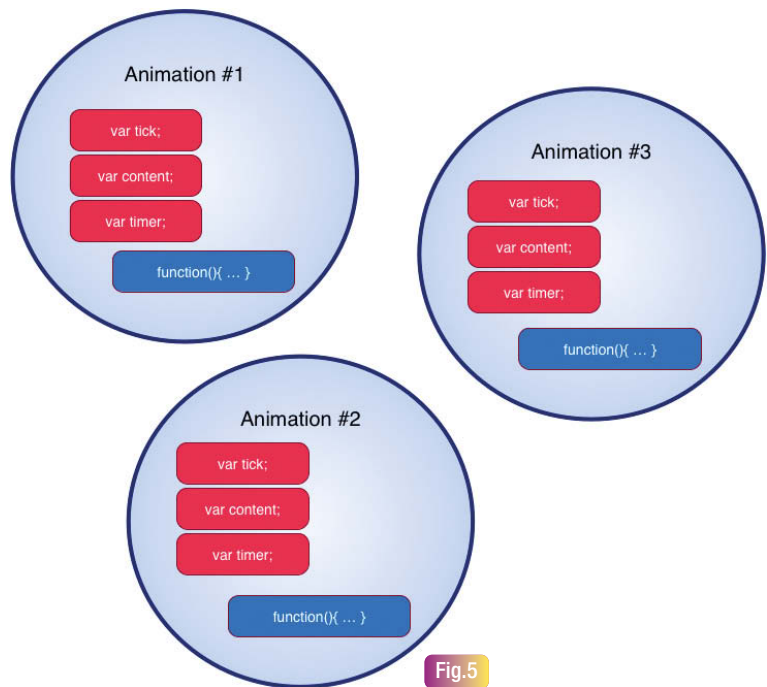 Animation #1
var tick;
var content;
var timer;
function(){ … }
Animation #3
var tick;
var content;
var timer;
function(){ … }
Animation #2
var tick;
var content;
var timer;
function(){ … }
Fig.5